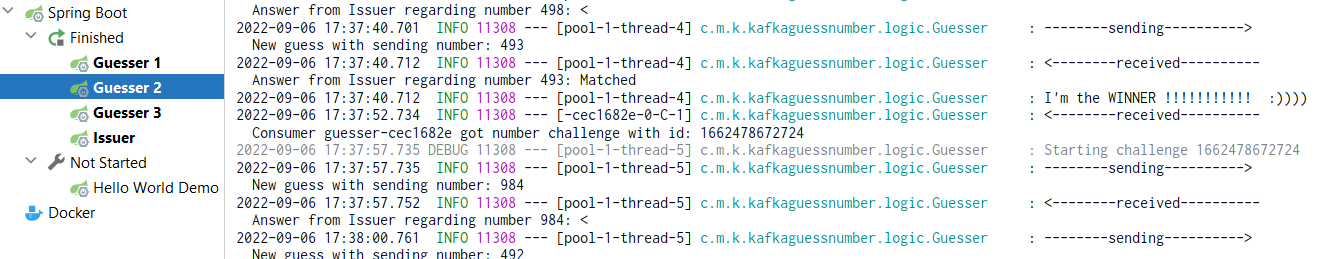 Spring Boot
Finished
Guesser 1
Guesser 2
Guesser 3
Issuer
Not Started
Hello World Demo
Docker
Answer from Issuer regarding number 498: <
2022-09-06 17:37:40.701 INFO 11308 --- [pool-1-thread-4] c.m.k.kafkaguessnumber.logic.Guesser : --------sending---------->
New guess with sending number: 493
2022-09-06 17:37:40.712 INFO 11308 --- [pool-1-thread-4] c.m.k.kafkaguessnumber.logic.Guesser : <--------received----------
Answer from Issuer regarding number 493: Matched
2022-09-06 17:37:40.712 INFO 11308 --- [pool-1-thread-4] c.m.k.kafkaguessnumber.logic.Guesser : I'm the WINNER !!!!!!!!!!! :))))
2022-09-06 17:37:52.734 INFO 11308 --- [-cec1682e-0-C-1] c.m.k.kafkaguessnumber.logic.Guesser : <--------received----------
Consumer guesser-cec1682e got number challenge with id: 1662478672724
2022-09-06 17:37:57.735 DEBUG 11308 --- [pool-1-thread-5] c.m.k.kafkaguessnumber.logic.Guesser : Starting challenge 1662478672724
2022-09-06 17:37:57.735 INFO 11308 --- [pool-1-thread-5] c.m.k.kafkaguessnumber.logic.Guesser : --------sending---------->
New guess with sending number: 984
2022-09-06 17:37:57.752 INFO 11308 --- [pool-1-thread-5] c.m.k.kafkaguessnumber.logic.Guesser : <--------received----------
Answer from Issuer regarding number 984: <
2022-09-06 17:38:00.761 INFO 11308 --- [pool-1-thread-5] c.m.k.kafkaguessnumber.logic.Guesser : --------sending---------->
New guess with sending number: 492